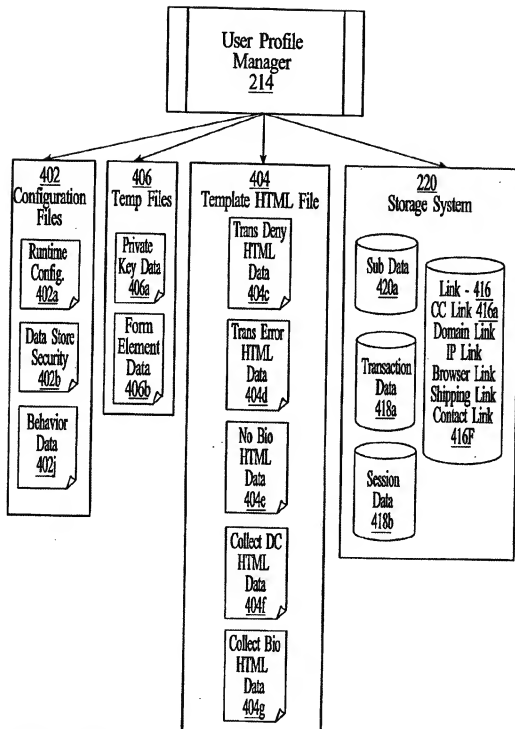 User Profile
Manager
214
402
Configuration
Files
Runtime
Config.
402a
Data Store
Security
402b
Behavior
Data
402j
406
Temp Files
Private
Key Data
406a
Form
Element
Data
406b
404
Template HTML File
Trans Deny
HTML
Data
404c
Trans Error
HTML
Data
404d
No Bio
HTML
Data
404e
Collect DC
HTML
Data
404f
Collect Bio
HTML
Data
404g
220
Storage System
Sub Data
420a
Transaction
Data
418a
Session
Data
418b
Link - 416
CC Link 416a
Domain Link
IP Link
Browser Link
Shipping Link
Contact Link
416F